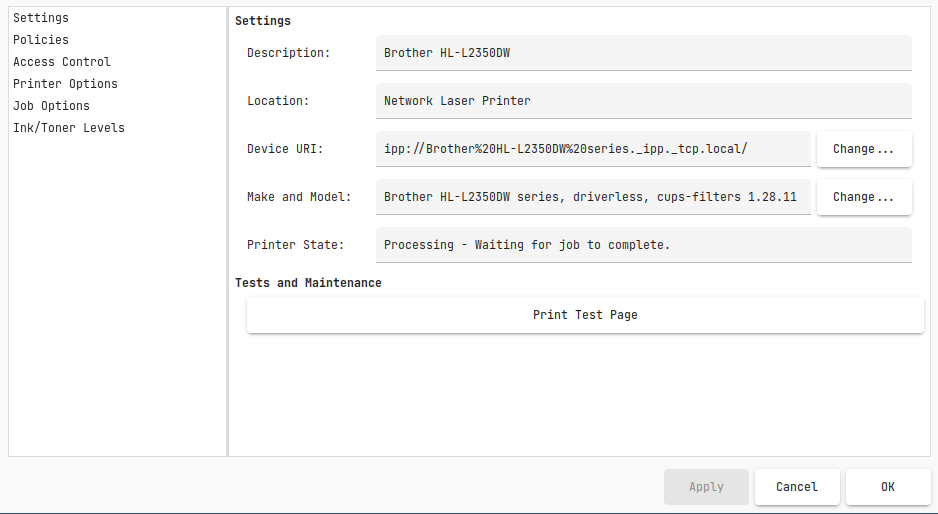 Settings
Policies
Access Control
Printer Options
Job Options
Ink/Toner Levels
Settings
Description: Brother HL-L2350DW
Location: Network Laser Printer
Device URI: ipp://Brother%20HL-L2350DW%20series._ipp._tcp.local/ Change...
Make and Model: Brother HL-L2350DW series, driverless, cups-filters 1.28.11 Change...
Printer State: Processing - Waiting for job to complete.
Tests and Maintenance
Print Test Page
Apply Cancel OK